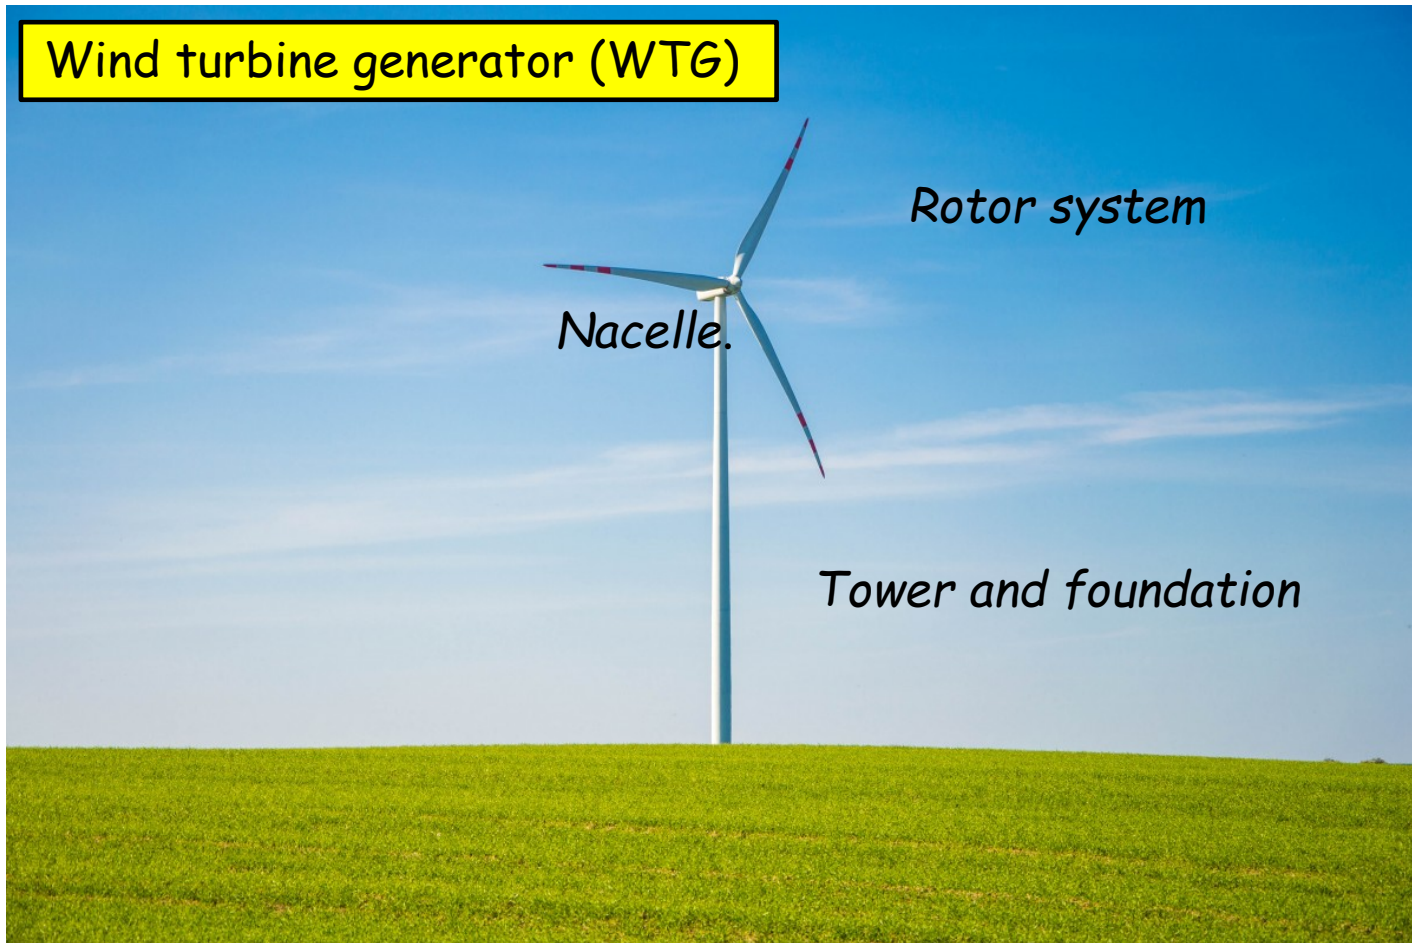 Wind turbine generator (WTG)
Rotor system
Nacelle.
Tower and foundation